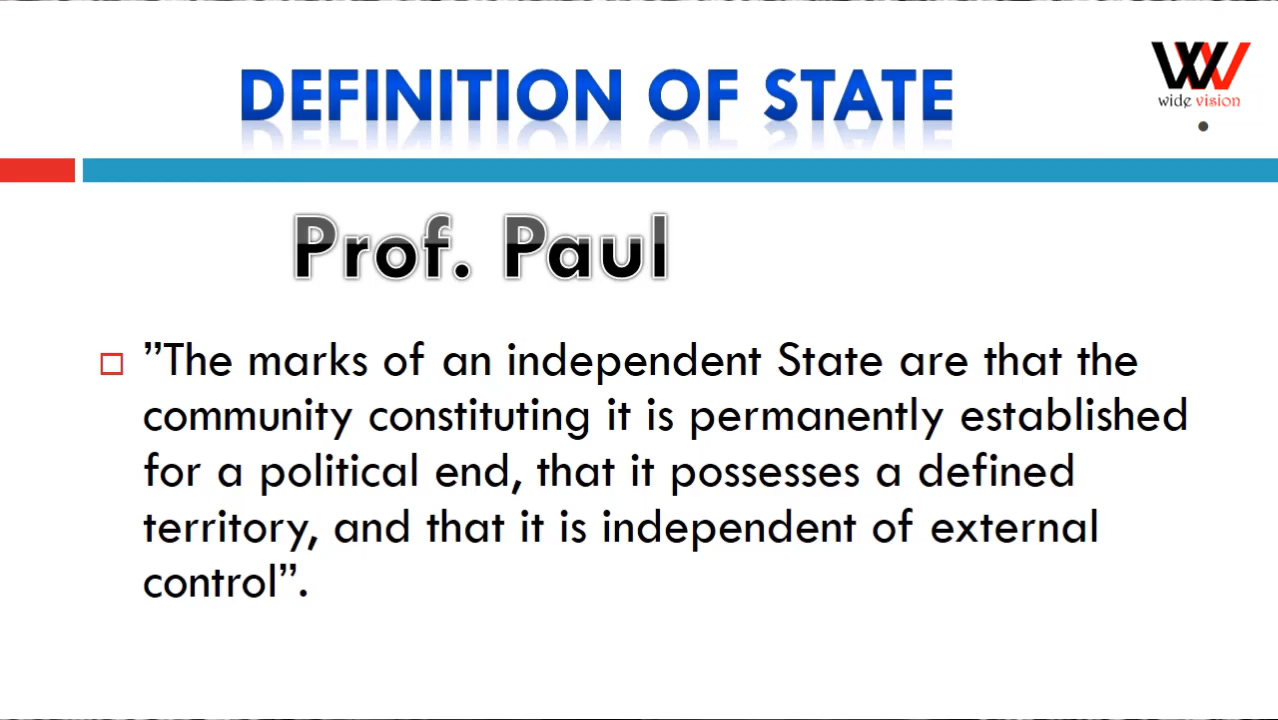 DEFINITION OF STATE
wide vision
Prof. Paul
”The marks of an independent State are that the
community constituting it is permanently established
for a political end, that it possesses a defined
territory, and that it is independent of external
control”.